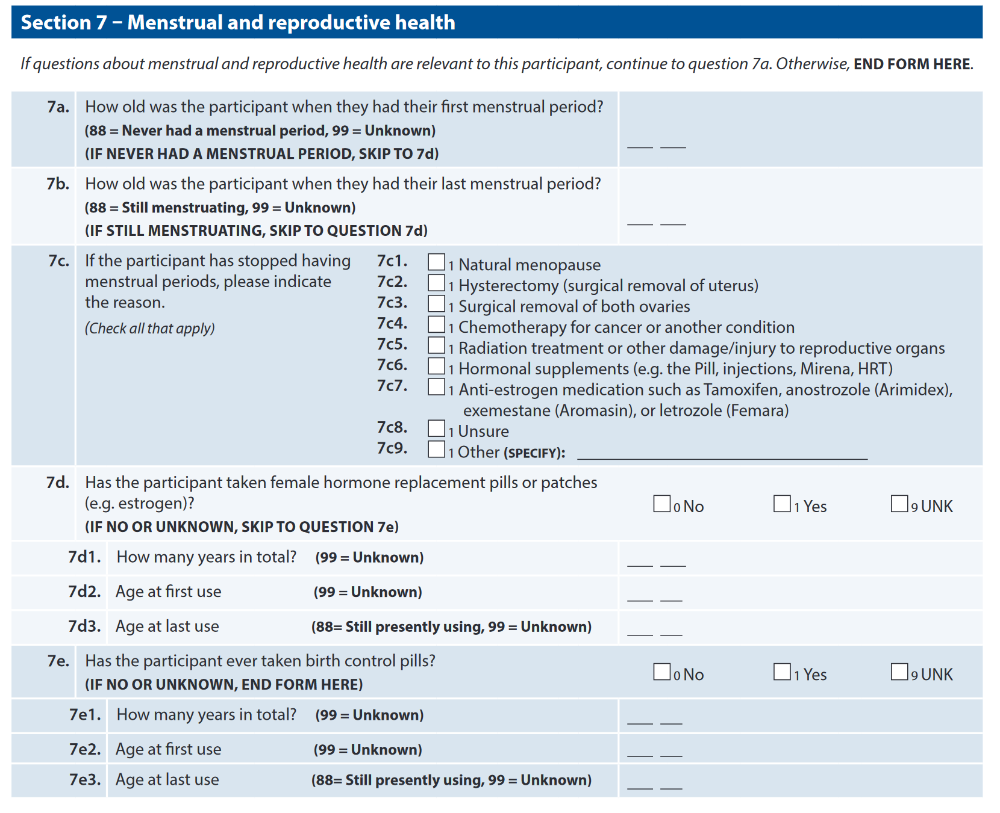 Section 7 – Menstrual and reproductive health
If questions about menstrual and reproductive health are relevant to this participant, continue to question 7a. Otherwise, END FORM HERE.
7a. How old was the participant when they had their first menstrual period?
(88 = Never had a menstrual period, 99 = Unknown)
(IF NEVER HAD A MENSTRUAL PERIOD, SKIP TO 7d)
7b. How old was the participant when they had their last menstrual period?
(88 = Still menstruating, 99 = Unknown)
(IF STILL MENSTRUATING, SKIP TO QUESTION 7d)
7c. If the participant has stopped having
menstrual periods, please indicate
the reason.
(Check all that apply)
7c1. 1 Natural menopause
7c2. 1 Hysterectomy (surgical removal of uterus)
7c3. 1 Surgical removal of both ovaries
7c4. 1 Chemotherapy for cancer or another condition
7c5. 1 Radiation treatment or other damage/injury to reproductive organs
7c6. 1 Hormonal supplements (e.g. the Pill, injections, Mirena, HRT)
7c7. 1 Anti-estrogen medication such as Tamoxifen, anostrozole (Arimidex),
exemestane (Aromasin), or letrozole (Femara)
7c8. 1 Unsure
7c9. 1 Other (SPECIFY):
7d. Has the participant taken female hormone replacement pills or patches
(e.g. estrogen)?
(IF NO OR UNKNOWN, SKIP TO QUESTION 7e)
0 No 1 Yes 9 UNK
7d1. How many years in total? (99 = Unknown)
7d2. Age at first use (99 = Unknown)
7d3. Age at last use (88= Still presently using, 99 = Unknown)
7e. Has the participant ever taken birth control pills?
(IF NO OR UNKNOWN, END FORM HERE)
0 No 1 Yes 9 UNK
7e1. How many years in total? (99 = Unknown)
7e2. Age at first use (99 = Unknown)
7e3. Age at last use (88= Still presently using, 99 = Unknown)